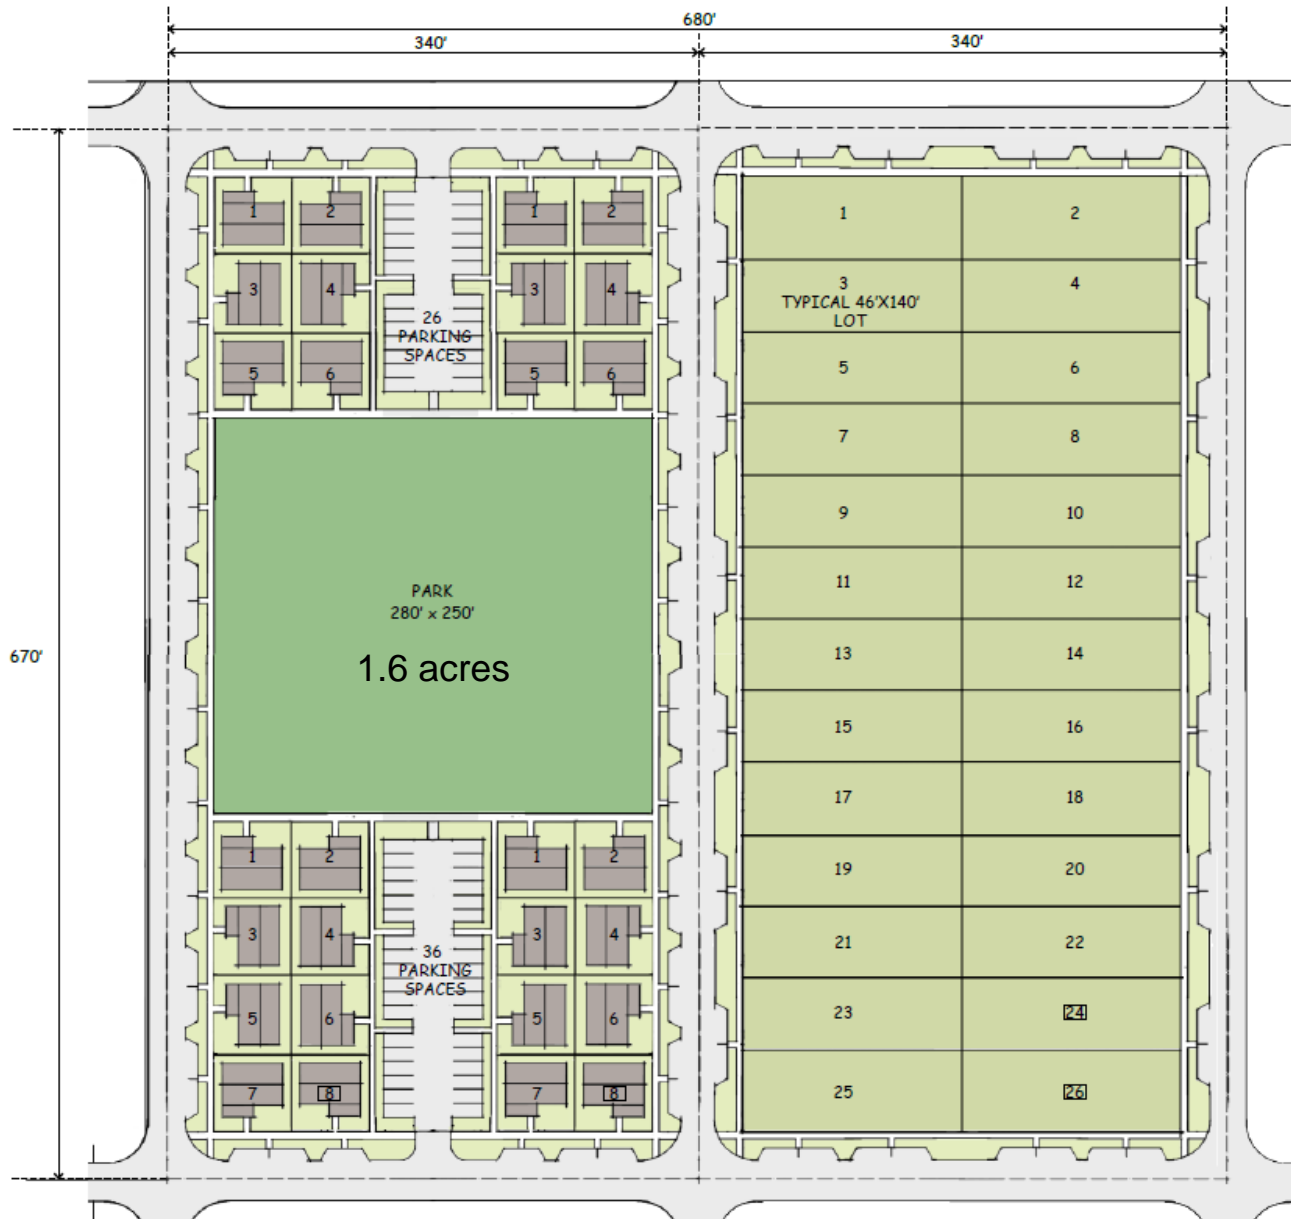 680'
340'
340'
1 2 1 2 1 2
3 4 3 4 3 4
TYPICAL 46'X140'
LOT
26
PARKING
SPACES
5 6 5 6 5 6
7 8
9 10
PARK
280' x 250'
11 12
1.6 acres
670'
13 14
15 16
17 18
1 2 1 2 19 20
3 4 3 4 21 22
36
PARKING
SPACES
5 6 5 6 23 24
7 8 7 8 25 26